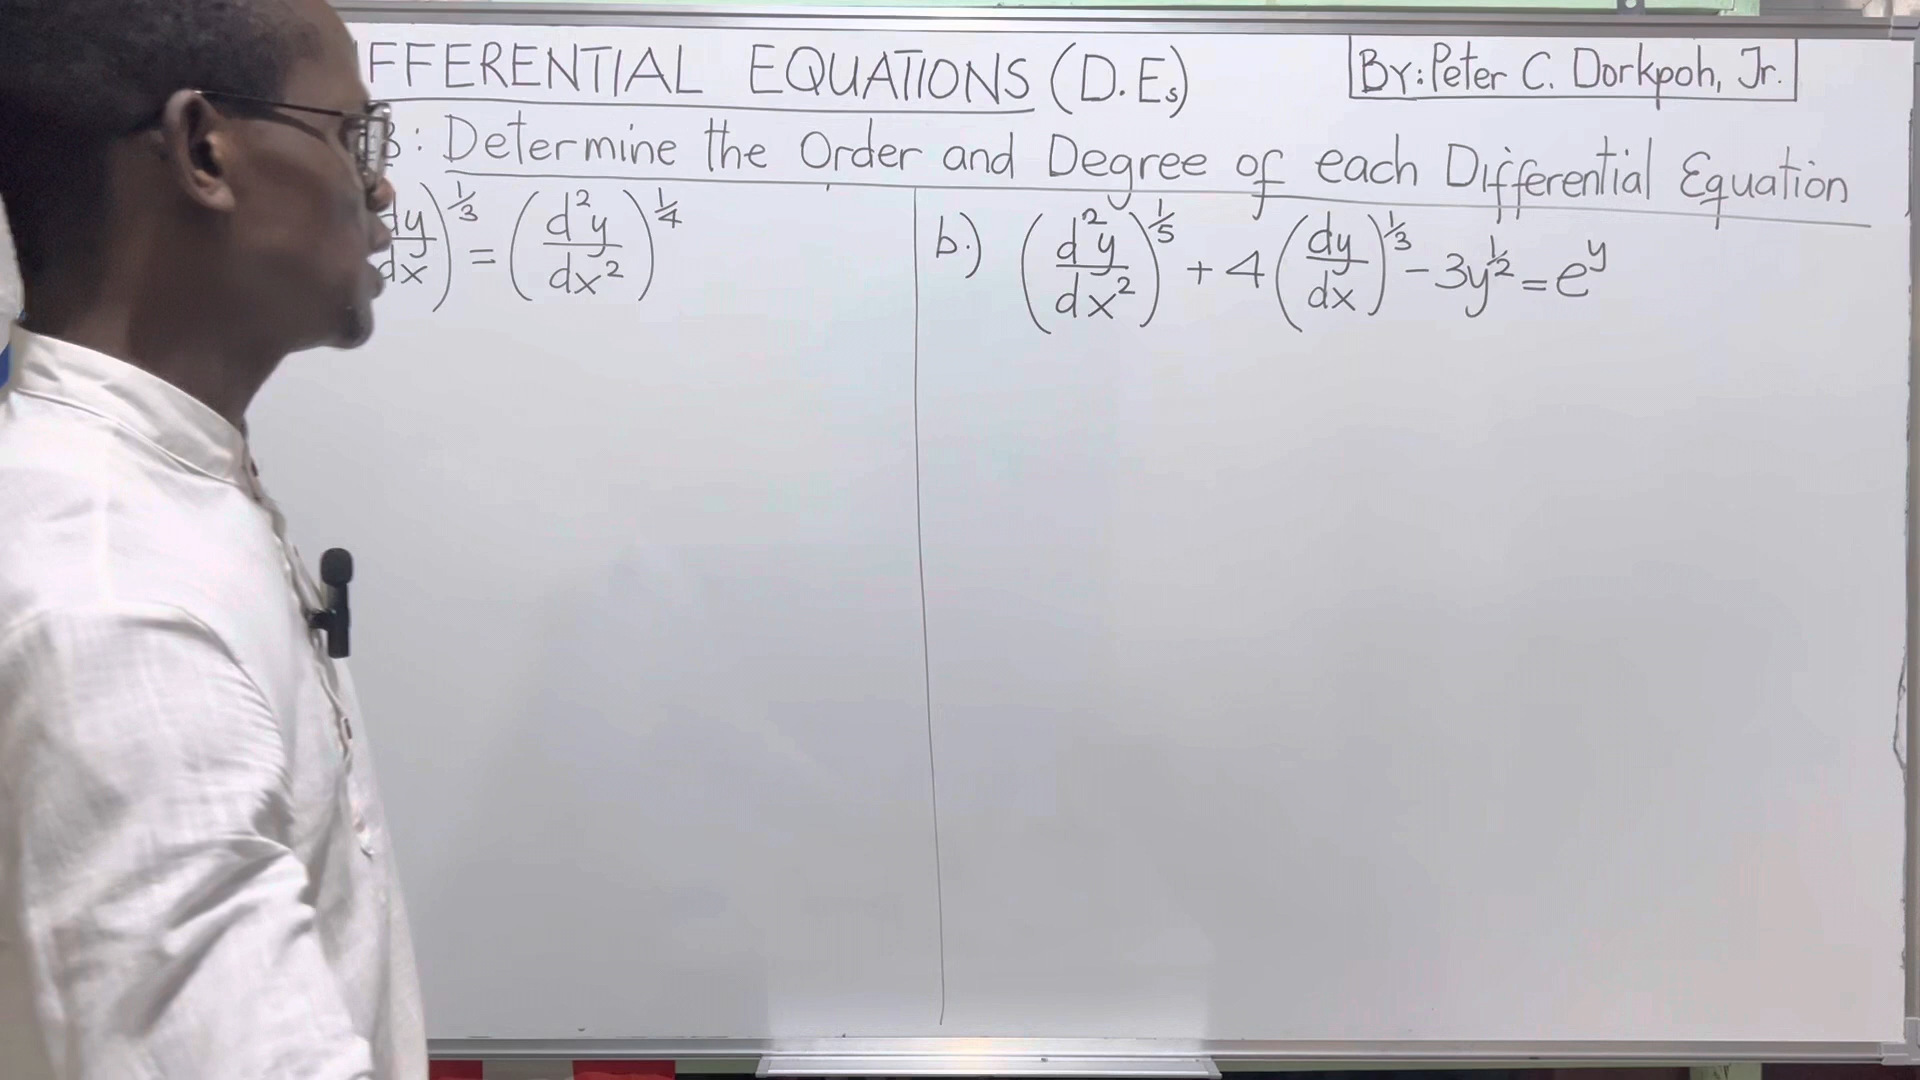 FFERENTIAL EQUATIONS (D.Es)
By: Peter C. Dorkpoh, Jr.
: Determine the Order and Degree of each Differential Equation
dy/dx)^1/3 = (d²y/dx²)^1/4
b.) (d²y/dx²)^1/5 + 4(dy/dx)^1/3 - 3y^1/2 = e^y